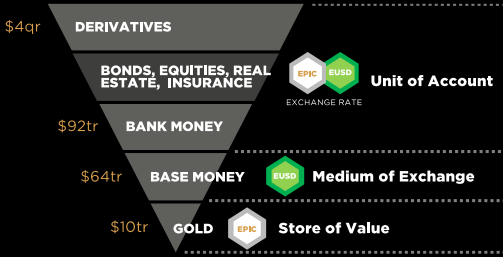 $4qr DERIVATIVES
BONDS, EQUITIES, REAL
ESTATE, INSURANCE
EPIC EUSD Unit of Account
EXCHANGE RATE
$92tr BANK MONEY
$64tr BASE MONEY EUSD Medium of Exchange
$10tr GOLD EPIC Store of Value